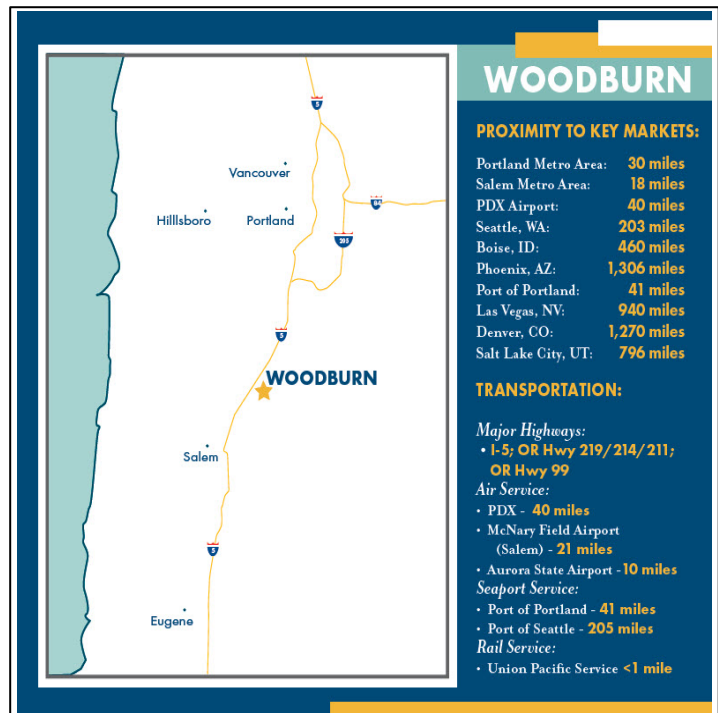 5
Vancouver
84
Hilllsboro
Portland
205
5
WOODBURN
Salem
5
Eugene
WOODBURN
PROXIMITY TO KEY MARKETS:
Portland Metro Area: 30 miles
Salem Metro Area: 18 miles
PDX Airport: 40 miles
Seattle, WA: 203 miles
Boise, ID: 460 miles
Phoenix, AZ: 1,306 miles
Port of Portland: 41 miles
Las Vegas, NV: 940 miles
Denver, CO: 1,270 miles
Salt Lake City, UT: 796 miles
TRANSPORTATION:
Major Highways:
• I-5; OR Hwy 219/214/211;
OR Hwy 99
Air Service:
• PDX - 40 miles
• McNary Field Airport
(Salem) - 21 miles
• Aurora State Airport - 10 miles
Seaport Service:
• Port of Portland - 41 miles
• Port of Seattle - 205 miles
Rail Service:
• Union Pacific Service <1 mile